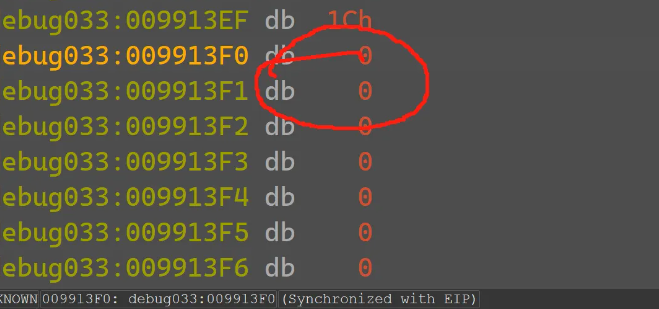 ebug033:009913EF db 1Ch
ebug033:009913F0 db 0
ebug033:009913F1 db 0
ebug033:009913F2 db 0
ebug033:009913F3 db 0
ebug033:009913F4 db 0
ebug033:009913F5 db 0
ebug033:009913F6 db 0
KNOWN 009913F0: debug033:009913F0 (Synchronized with EIP)